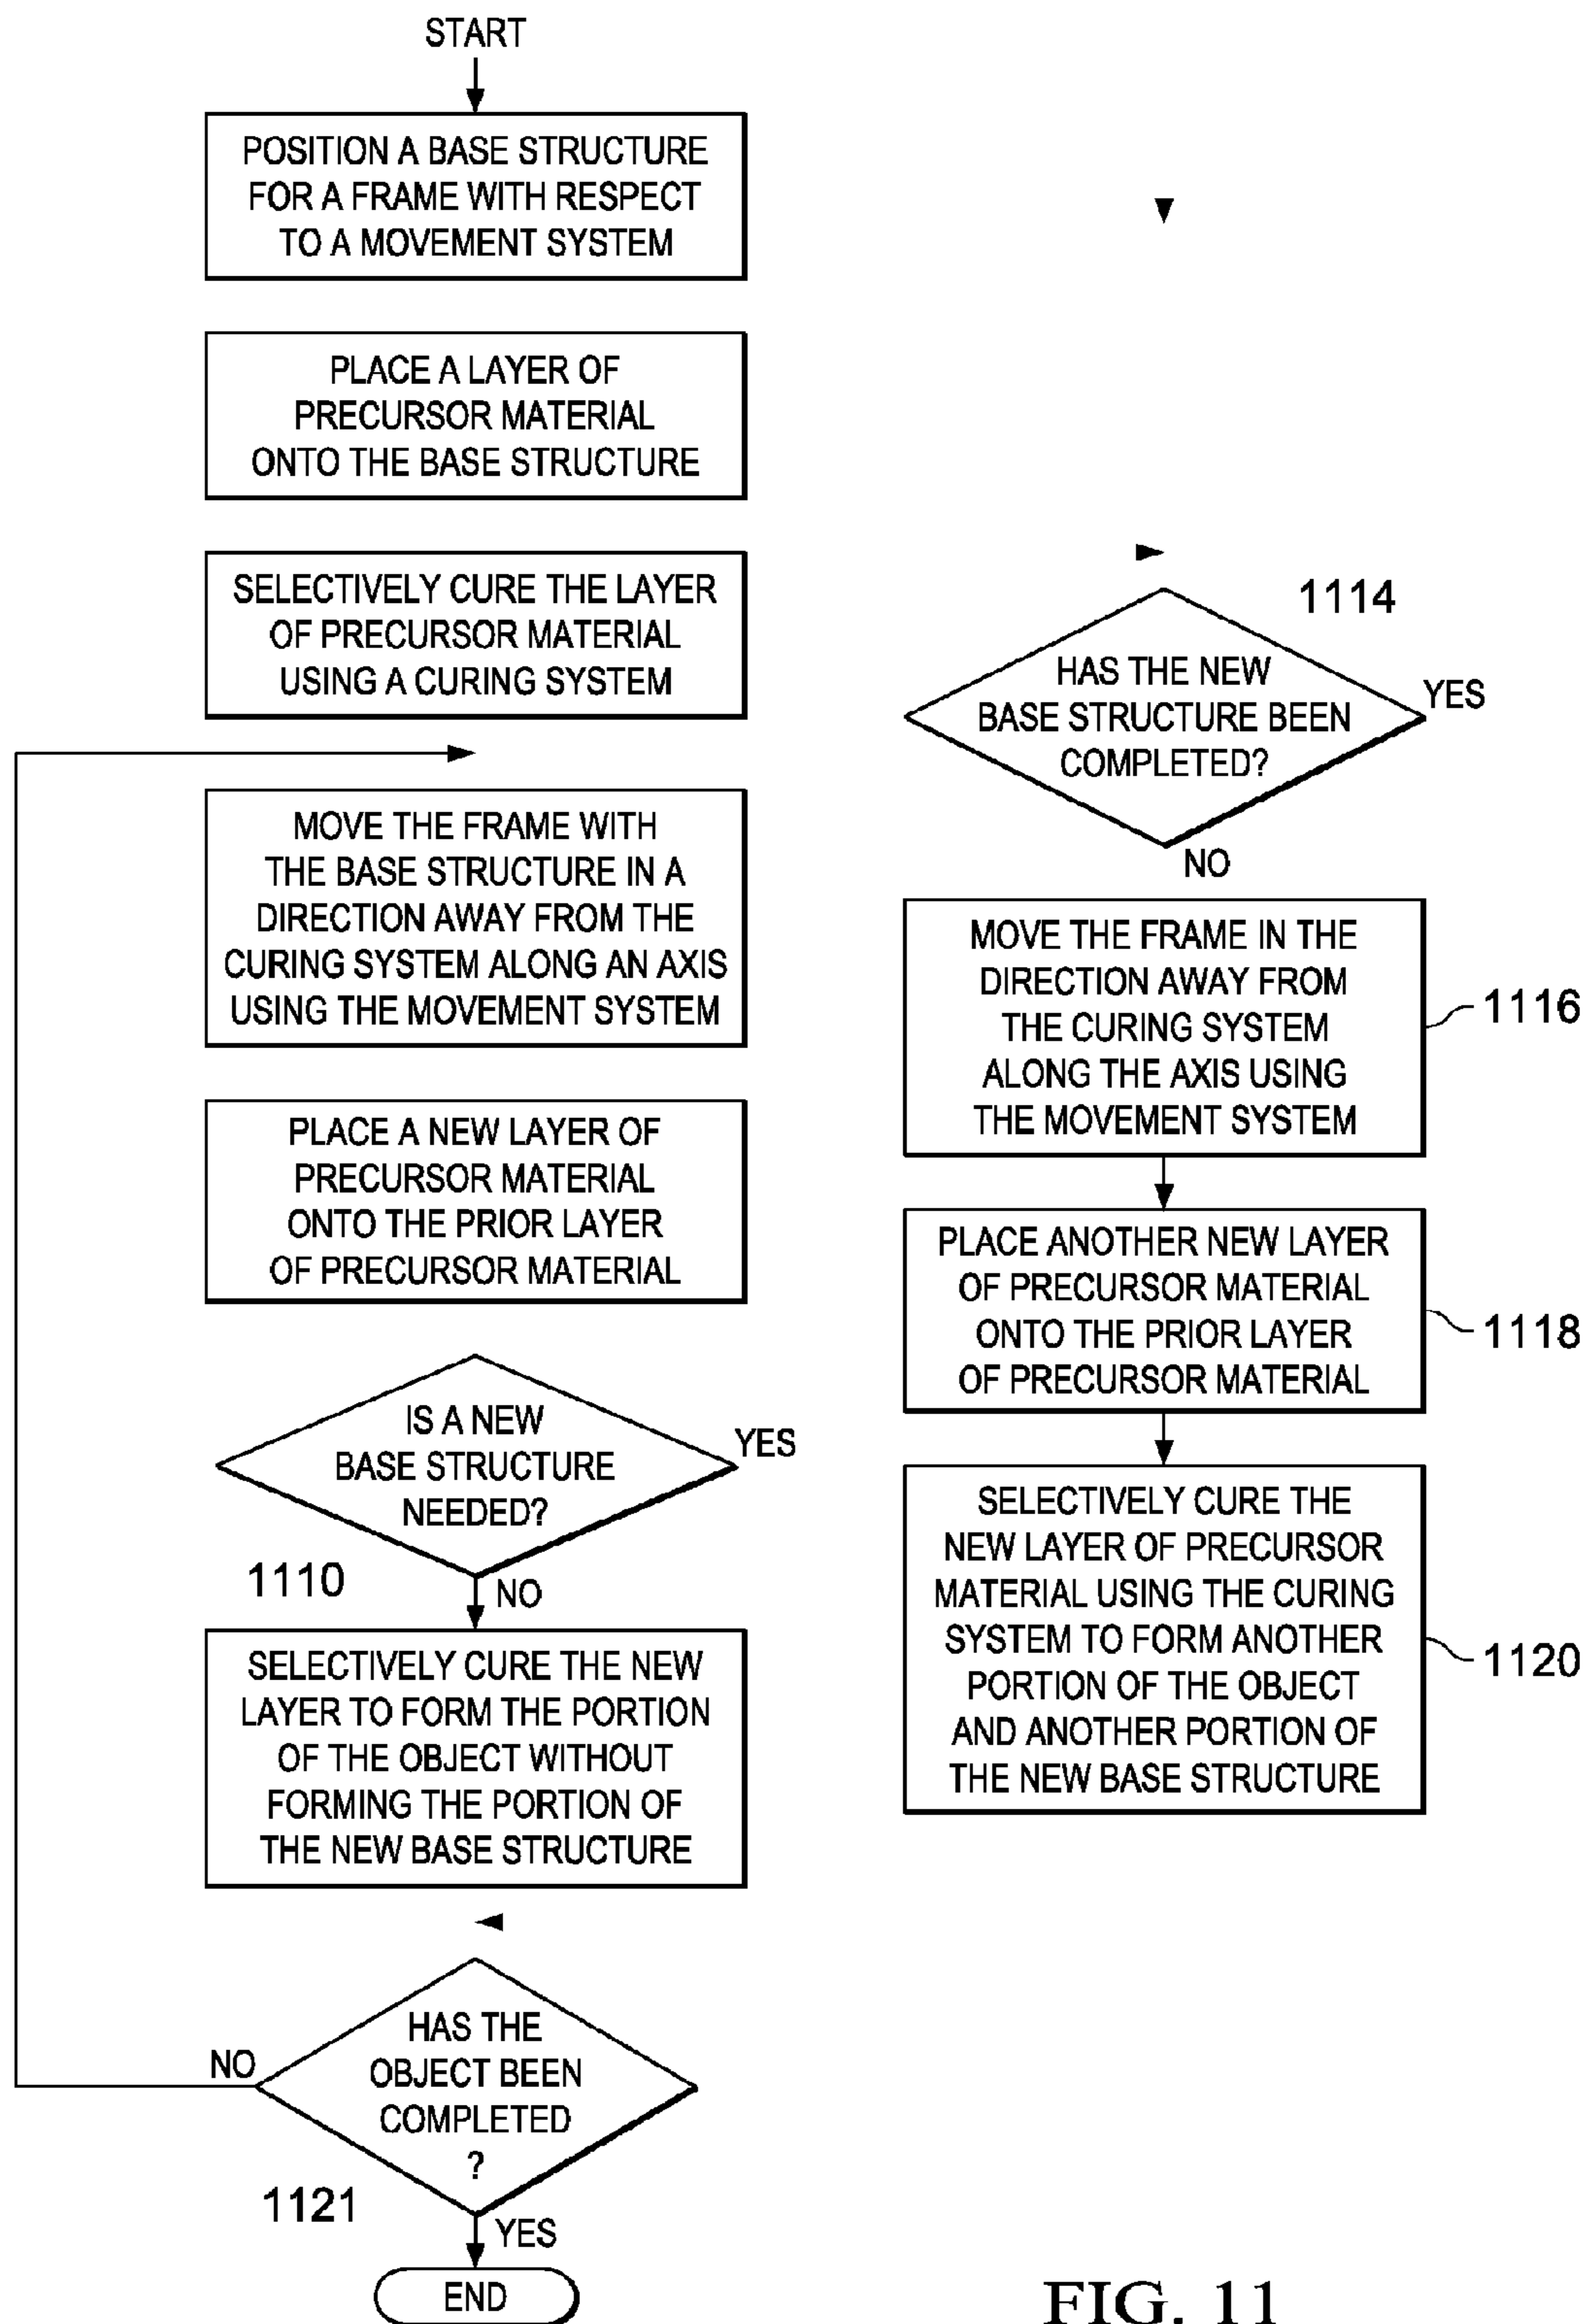 START
POSITION A BASE STRUCTURE
FOR A FRAME WITH RESPECT
TO A MOVEMENT SYSTEM
PLACE A LAYER OF
PRECURSOR MATERIAL
ONTO THE BASE STRUCTURE
SELECTIVELY CURE THE LAYER
OF PRECURSOR MATERIAL
USING A CURING SYSTEM
MOVE THE FRAME WITH
THE BASE STRUCTURE IN A
DIRECTION AWAY FROM THE
CURING SYSTEM ALONG AN AXIS
USING THE MOVEMENT SYSTEM
PLACE A NEW LAYER OF
PRECURSOR MATERIAL
ONTO THE PRIOR LAYER
OF PRECURSOR MATERIAL
IS A NEW
BASE STRUCTURE
NEEDED?
YES
1110
NO
SELECTIVELY CURE THE NEW
LAYER TO FORM THE PORTION
OF THE OBJECT WITHOUT
FORMING THE PORTION OF
THE NEW BASE STRUCTURE
HAS THE
OBJECT BEEN
COMPLETED
?
NO
1121
YES
END
1114
HAS THE NEW
BASE STRUCTURE BEEN
COMPLETED?
YES
NO
MOVE THE FRAME IN THE
DIRECTION AWAY FROM
THE CURING SYSTEM
ALONG THE AXIS USING
THE MOVEMENT SYSTEM
1116
PLACE ANOTHER NEW LAYER
OF PRECURSOR MATERIAL
ONTO THE PRIOR LAYER
OF PRECURSOR MATERIAL
1118
SELECTIVELY CURE THE
NEW LAYER OF PRECURSOR
MATERIAL USING THE CURING
SYSTEM TO FORM ANOTHER
PORTION OF THE OBJECT
AND ANOTHER PORTION OF
THE NEW BASE STRUCTURE
1120
FIG. 11